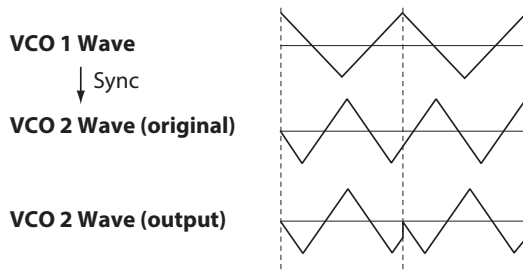 VCO 1 Wave
Sync
VCO 2 Wave (original)
VCO 2 Wave (output)